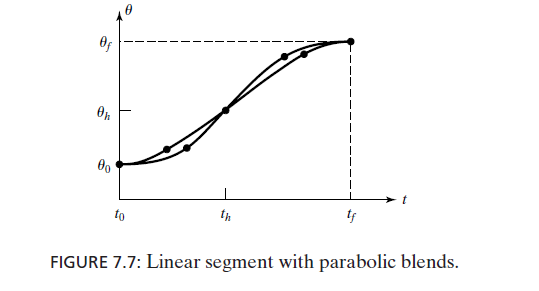 θ
θf
θh
θ0
t
t0
th
tf
FIGURE 7.7: Linear segment with parabolic blends.